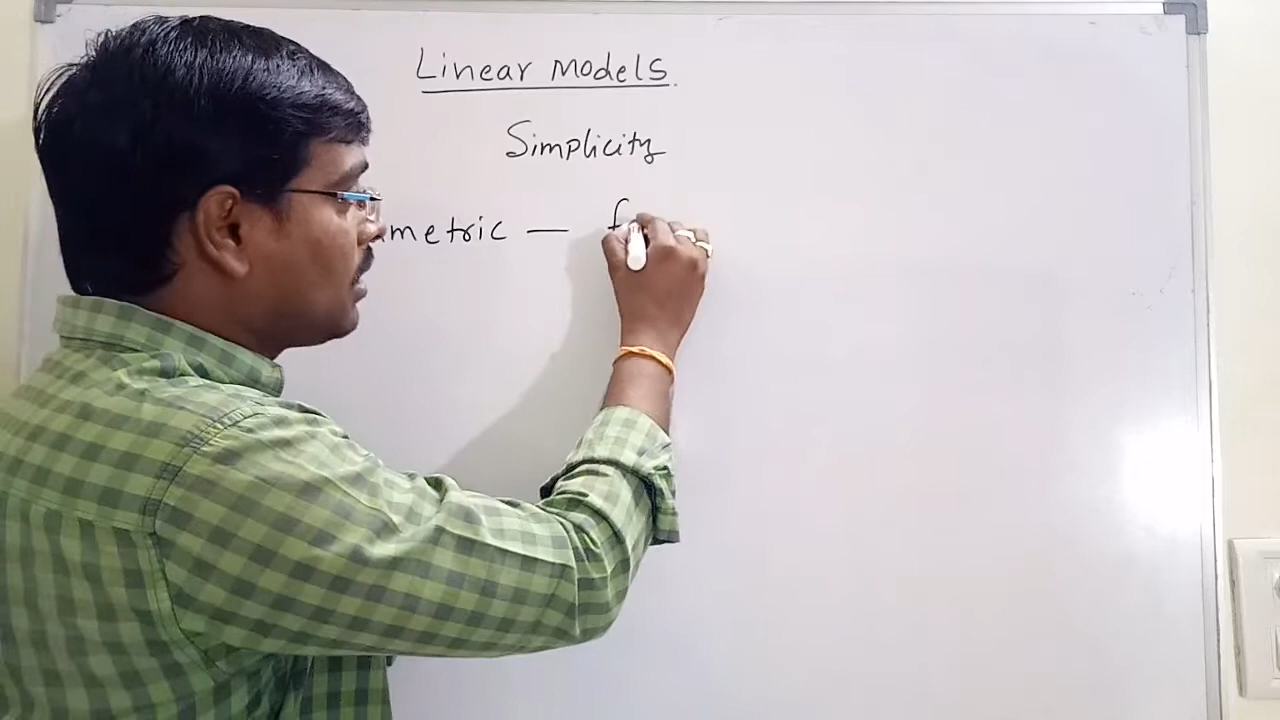 Linear models.
Simplicity
metric — f